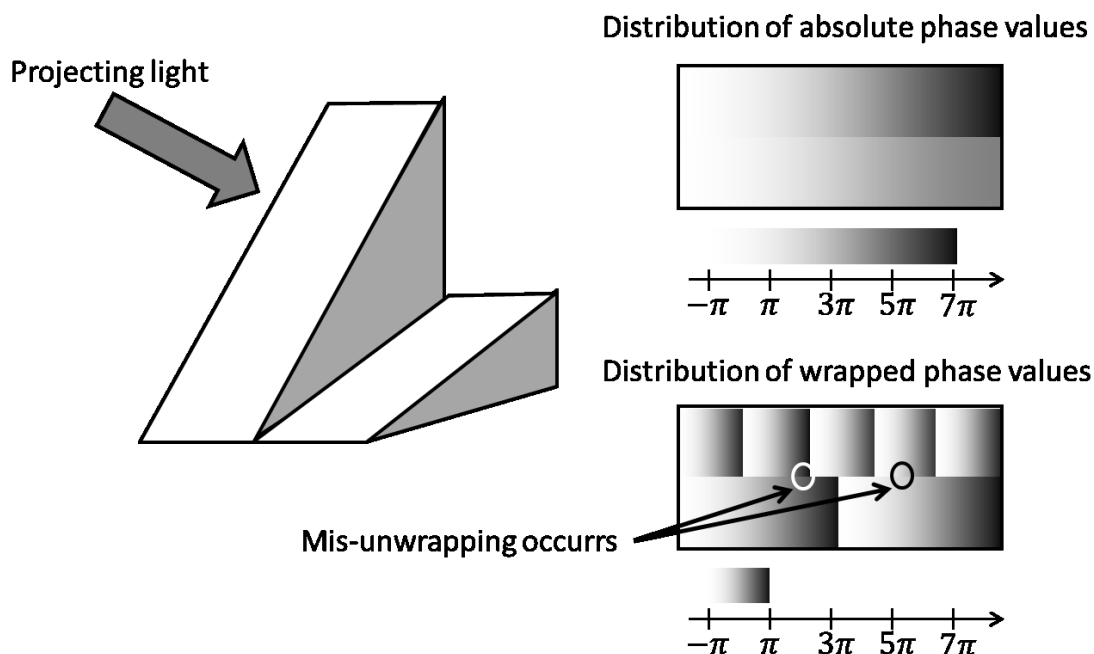 Distribution of absolute phase values
Projecting light
−π π 3π 5π 7π
Distribution of wrapped phase values
Mis-unwrapping occurrs
−π π 3π 5π 7π